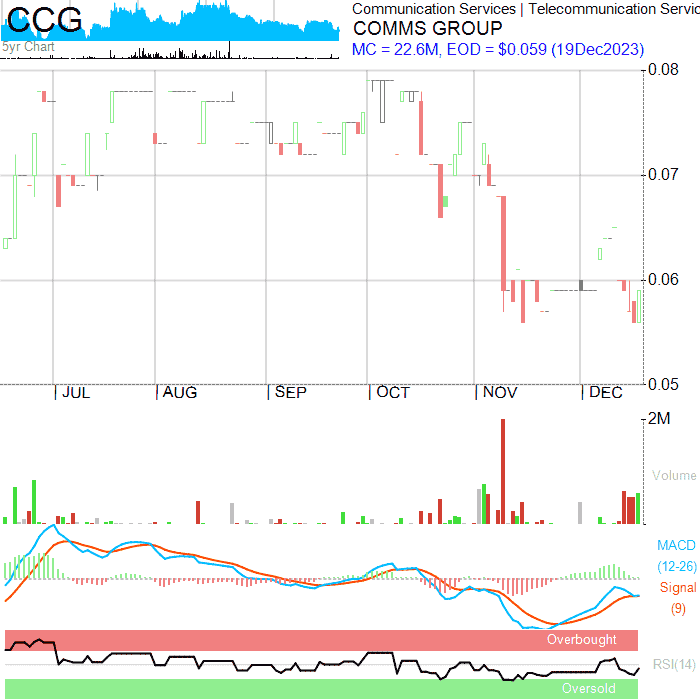 CCG
5yr Chart
Communication Services | Telecommunication Servic
COMMS GROUP
MC = 22.6M, EOD = $0.059 (19Dec2023)
0.08
0.07
0.06
0.05
JUL
AUG
SEP
OCT
NOV
DEC
2M
Volume
MACD
(12-26)
Signal
(9)
Overbought
RSI(14)
Oversold